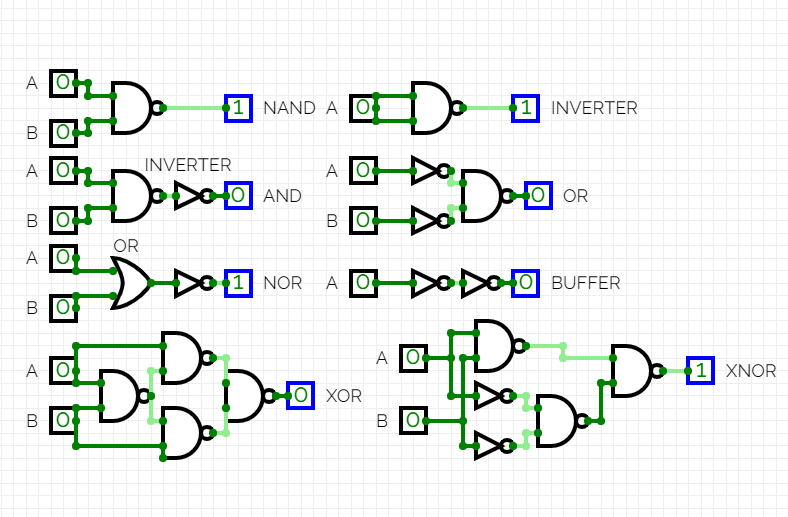 A 0 1 NAND A 0 1 INVERTER
B 0
A 0 INVERTER 0 AND A 0 0 OR
B 0 B 0
A 0 OR 1 NOR A 0 0 BUFFER
B 0
A 0 0 XOR A 0 1 XNOR
B 0 B 0